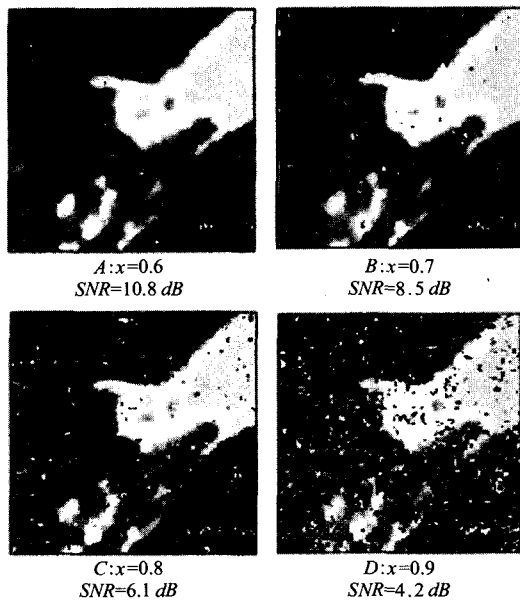 A:x=0.6
SNR=10.8 dB
B:x=0.7
SNR=8.5 dB
C:x=0.8
SNR=6.1 dB
D:x=0.9
SNR=4.2 dB